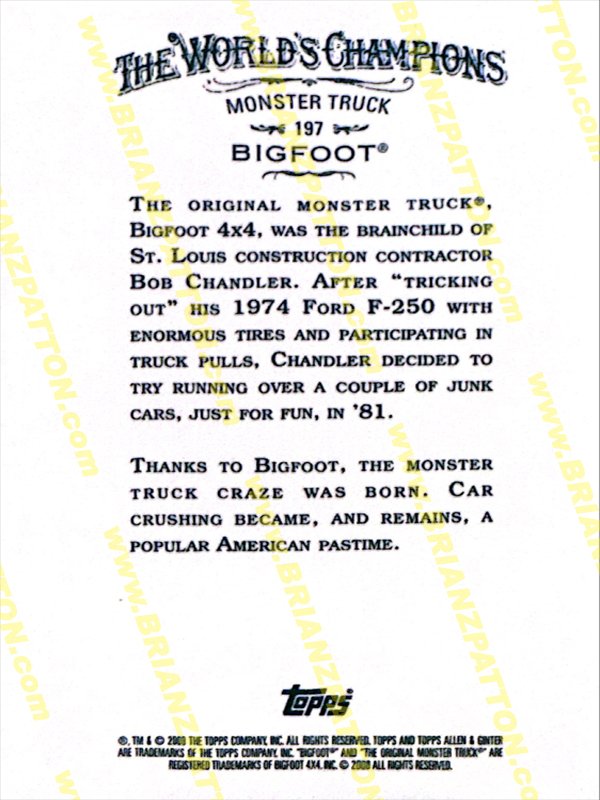 THE WORLD'S CHAMPIONS
MONSTER TRUCK
197
BIGFOOT®
THE ORIGINAL MONSTER TRUCK®,
BIGFOOT 4X4, WAS THE BRAINCHILD OF
ST. LOUIS CONSTRUCTION CONTRACTOR
BOB CHANDLER. AFTER "TRICKING
OUT" HIS 1974 FORD F-250 WITH
ENORMOUS TIRES AND PARTICIPATING IN
TRUCK PULLS, CHANDLER DECIDED TO
TRY RUNNING OVER A COUPLE OF JUNK
CARS, JUST FOR FUN, IN '81.
THANKS TO BIGFOOT, THE MONSTER
TRUCK CRAZE WAS BORN. CAR
CRUSHING BECAME, AND REMAINS, A
POPULAR AMERICAN PASTIME.
topps®
®, TM & © 2008 THE TOPPS COMPANY, INC. ALL RIGHTS RESERVED. TOPPS AND TOPPS ALLEN & GINTER
ARE TRADEMARKS OF THE TOPPS COMPANY, INC. "BIGFOOT®" AND "THE ORIGINAL MONSTER TRUCK®" ARE
REGISTERED TRADEMARKS OF BIGFOOT 4X4, INC. © 2008 ALL RIGHTS RESERVED.
www.BRIANZPATTON.com